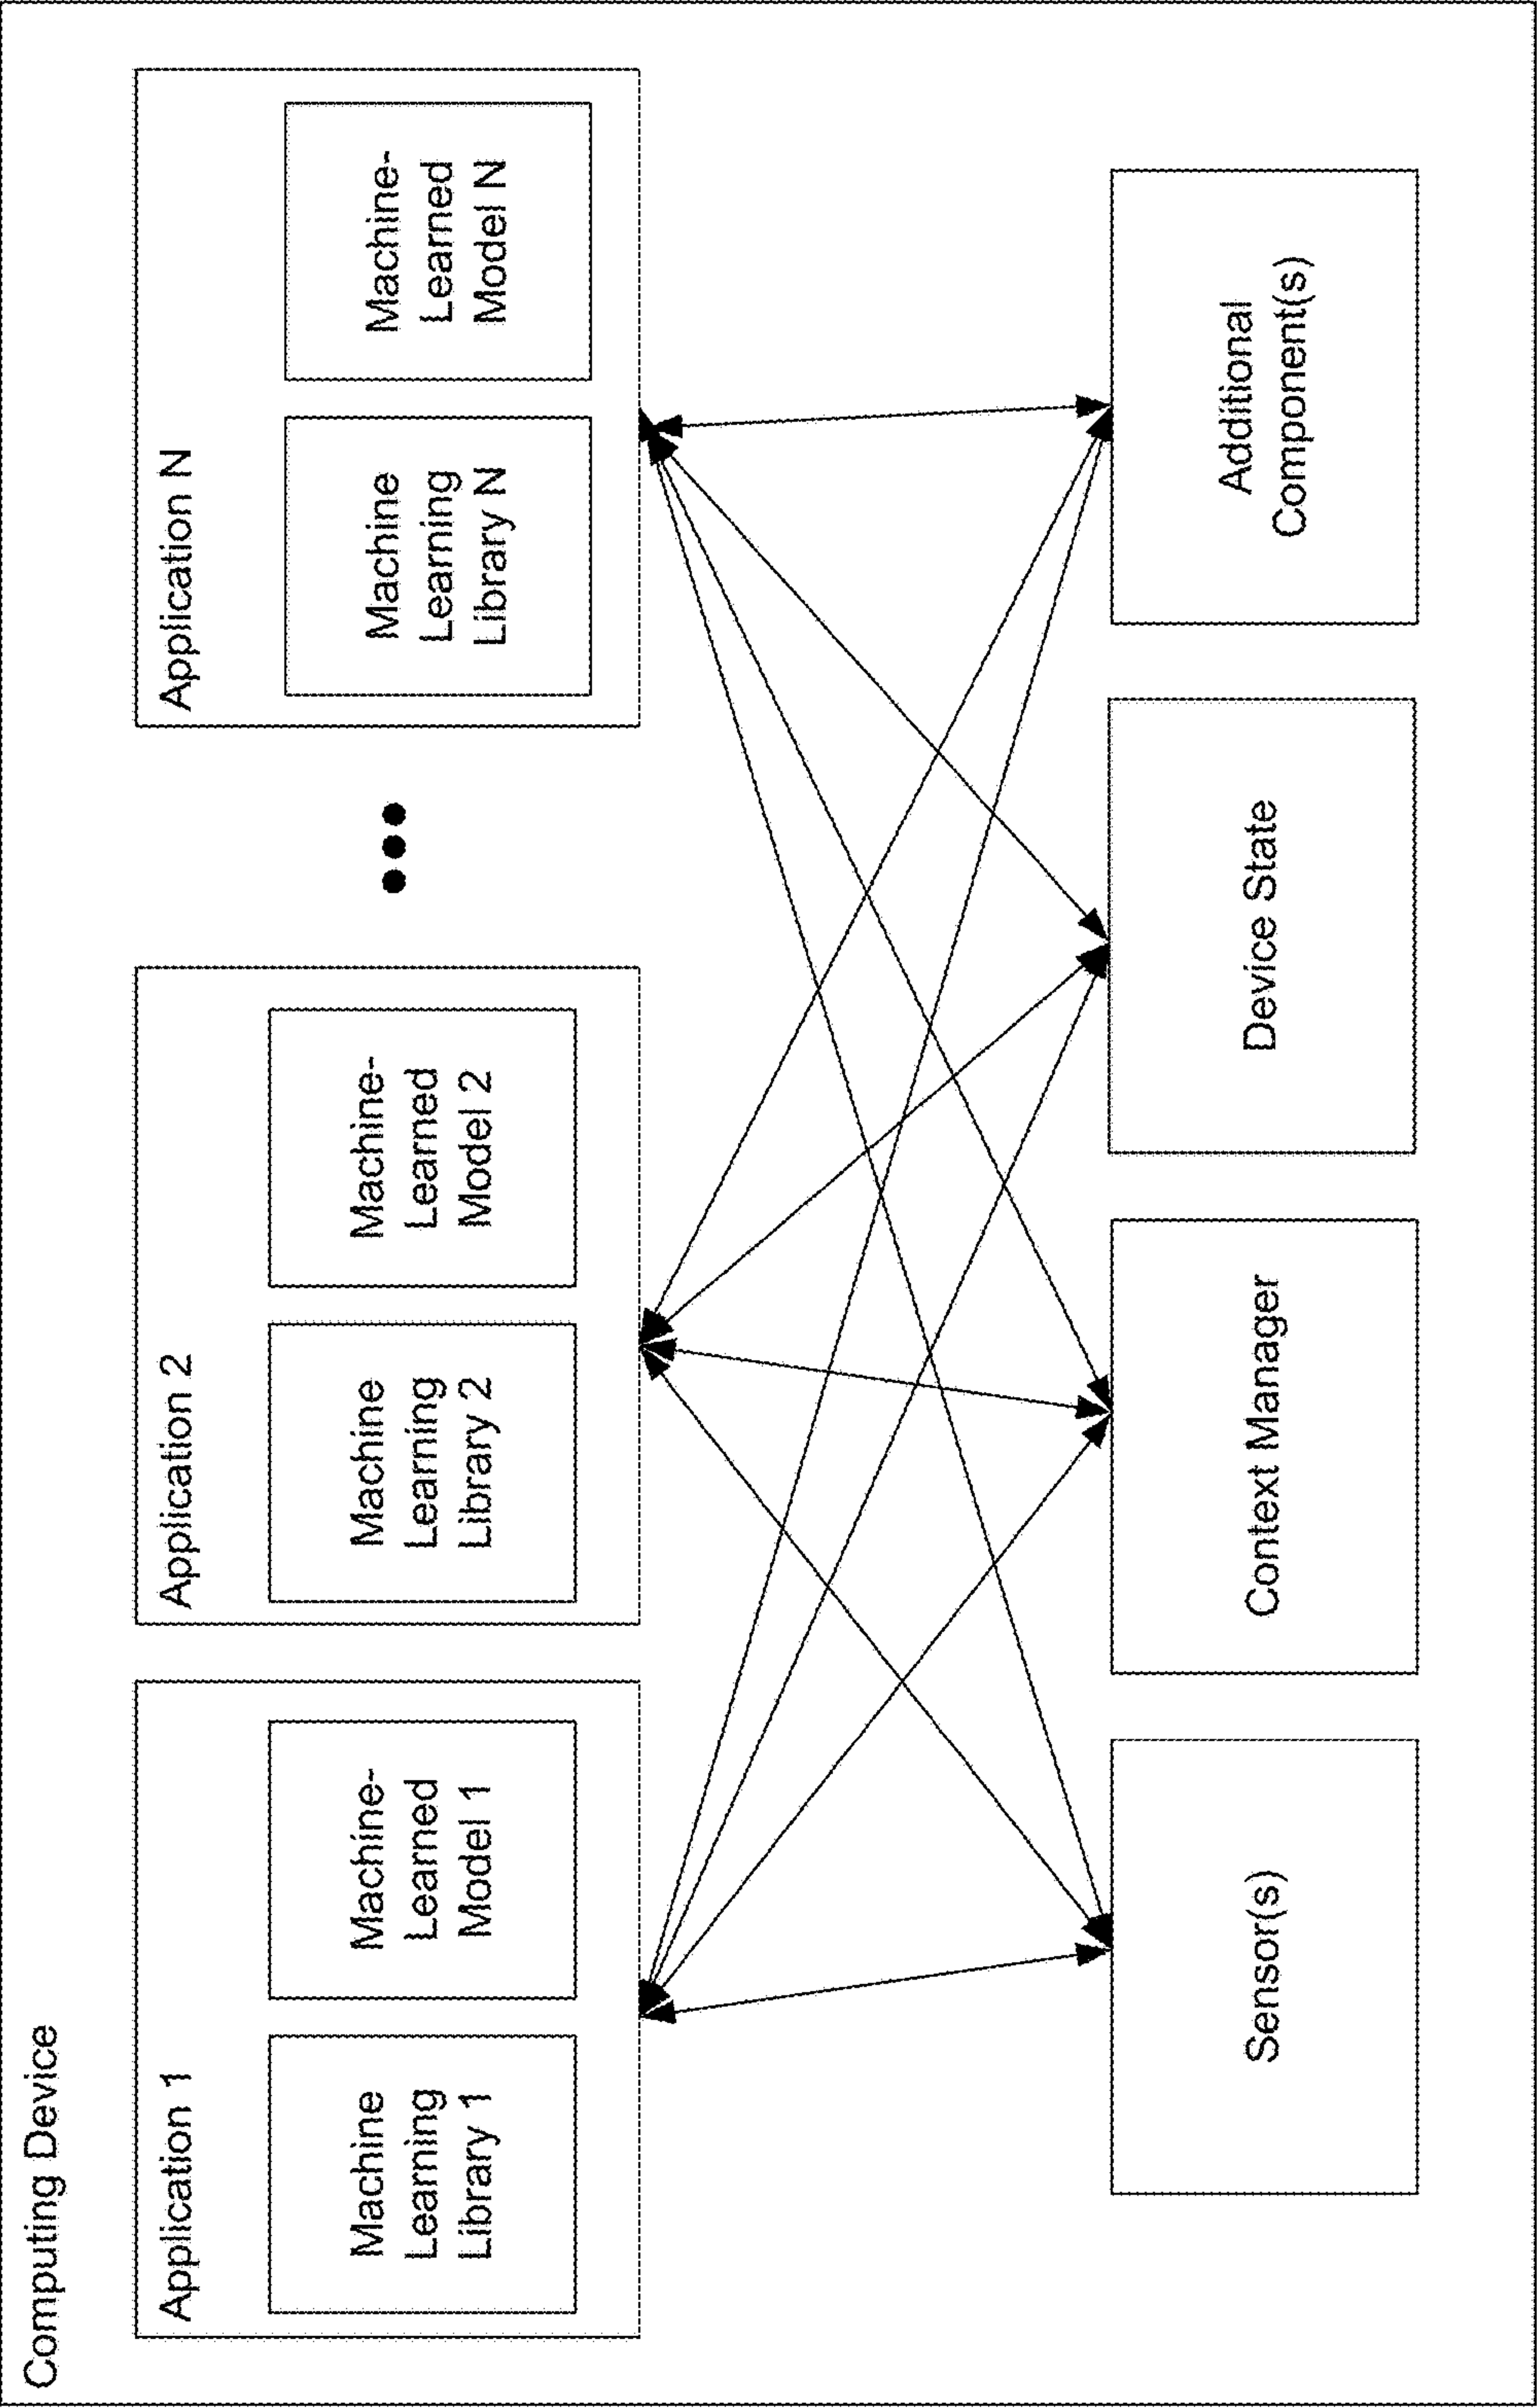 Computing Device
Application 1
Machine
Learning
Library 1
Machine-
Learned
Model 1
Application 2
Machine
Learning
Library 2
Machine-
Learned
Model 2
Application N
Machine
Learning
Library N
Machine-
Learned
Model N
Sensor(s)
Context Manager
Device State
Additional
Component(s)